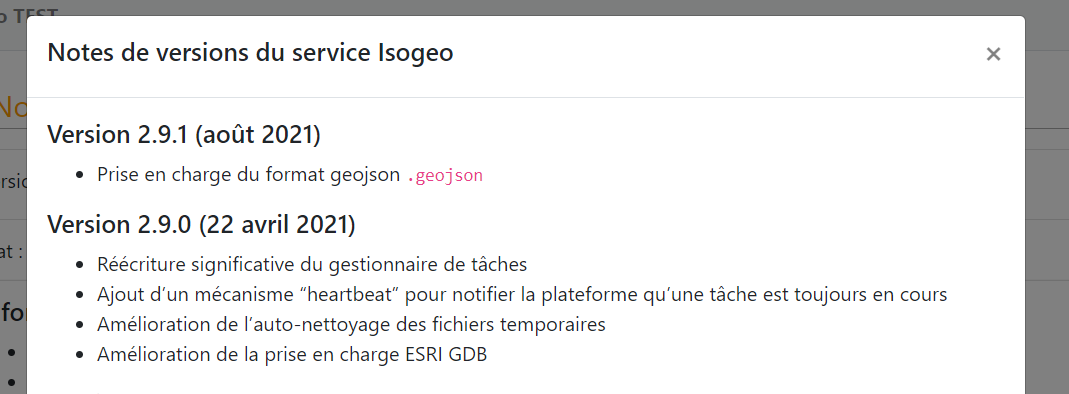 o TEST
Notes de versions du service Isogeo
×
No
Version 2.9.1 (août 2021)
• Prise en charge du format geojson .geojson
ersio
Version 2.9.0 (22 avril 2021)
at :
• Réécriture significative du gestionnaire de tâches
• Ajout d’un mécanisme “heartbeat” pour notifier la plateforme qu’une tâche est toujours en cours
fo
• Amélioration de l’auto-nettoyage des fichiers temporaires
• Amélioration de la prise en charge ESRI GDB